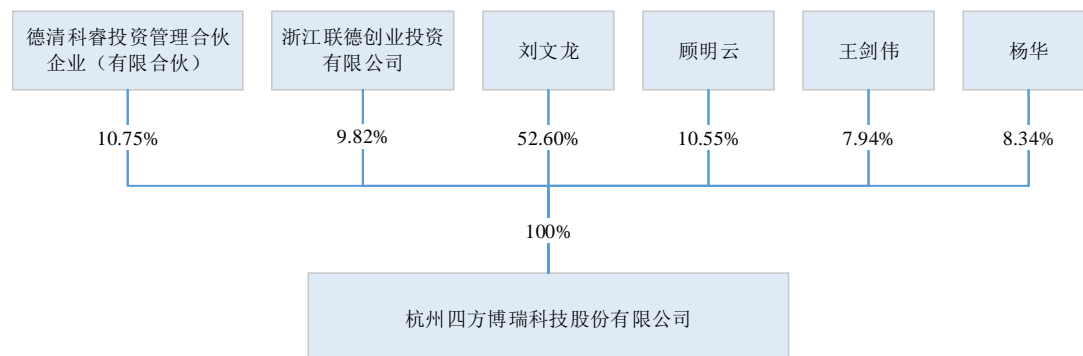 德清科睿投资管理合伙
企业（有限合伙）
浙江联德创业投资
有限公司
刘文龙
顾明云
王剑伟
杨华
10.75%
9.82%
52.60%
10.55%
7.94%
8.34%
100%
杭州四方博瑞科技股份有限公司